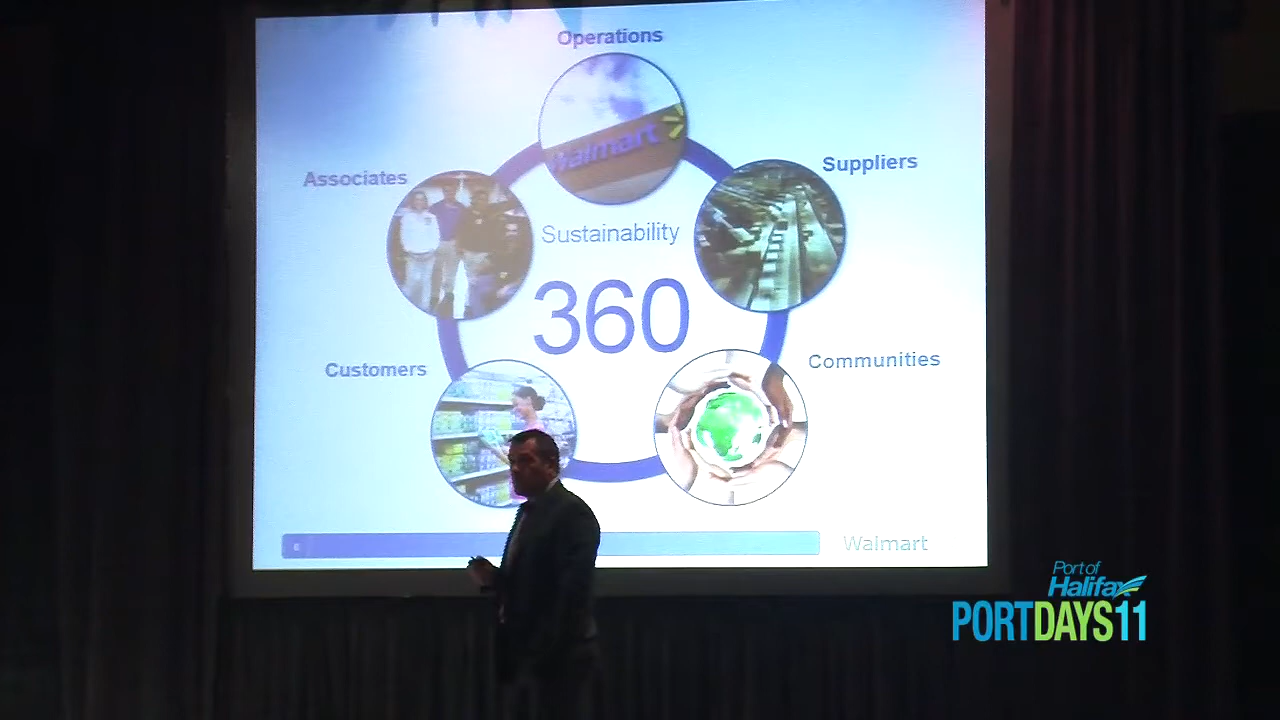 Operations
Walmart
Associates
Suppliers
Sustainability
360
Customers
Communities
Walmart
Port of
Halifax
PORTDAYS11